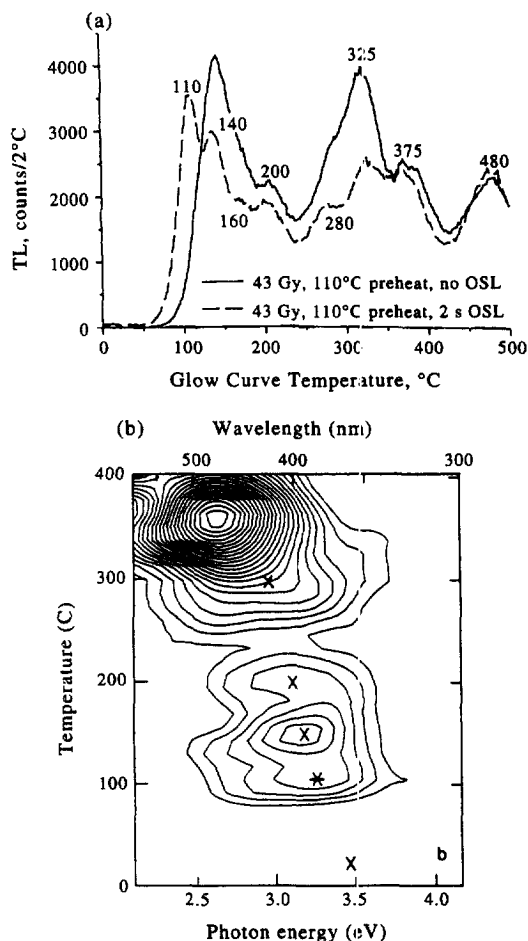 (a)
325
4000
110
3000
140
200
375
480
2000
160
280
1000
43 Gy, 110°C preheat, no OSL
43 Gy, 110°C preheat, 2 s OSL
0
0 100 200 300 400 500
TL, counts/2°C
Glow Curve Temperature, °C
(b) Wavelength (nm)
500 400 300
400
300
X
200
X
X
100
X
X
b
0
2.5 3.0 3.5 4.0
Temperature (C)
Photon energy (eV)